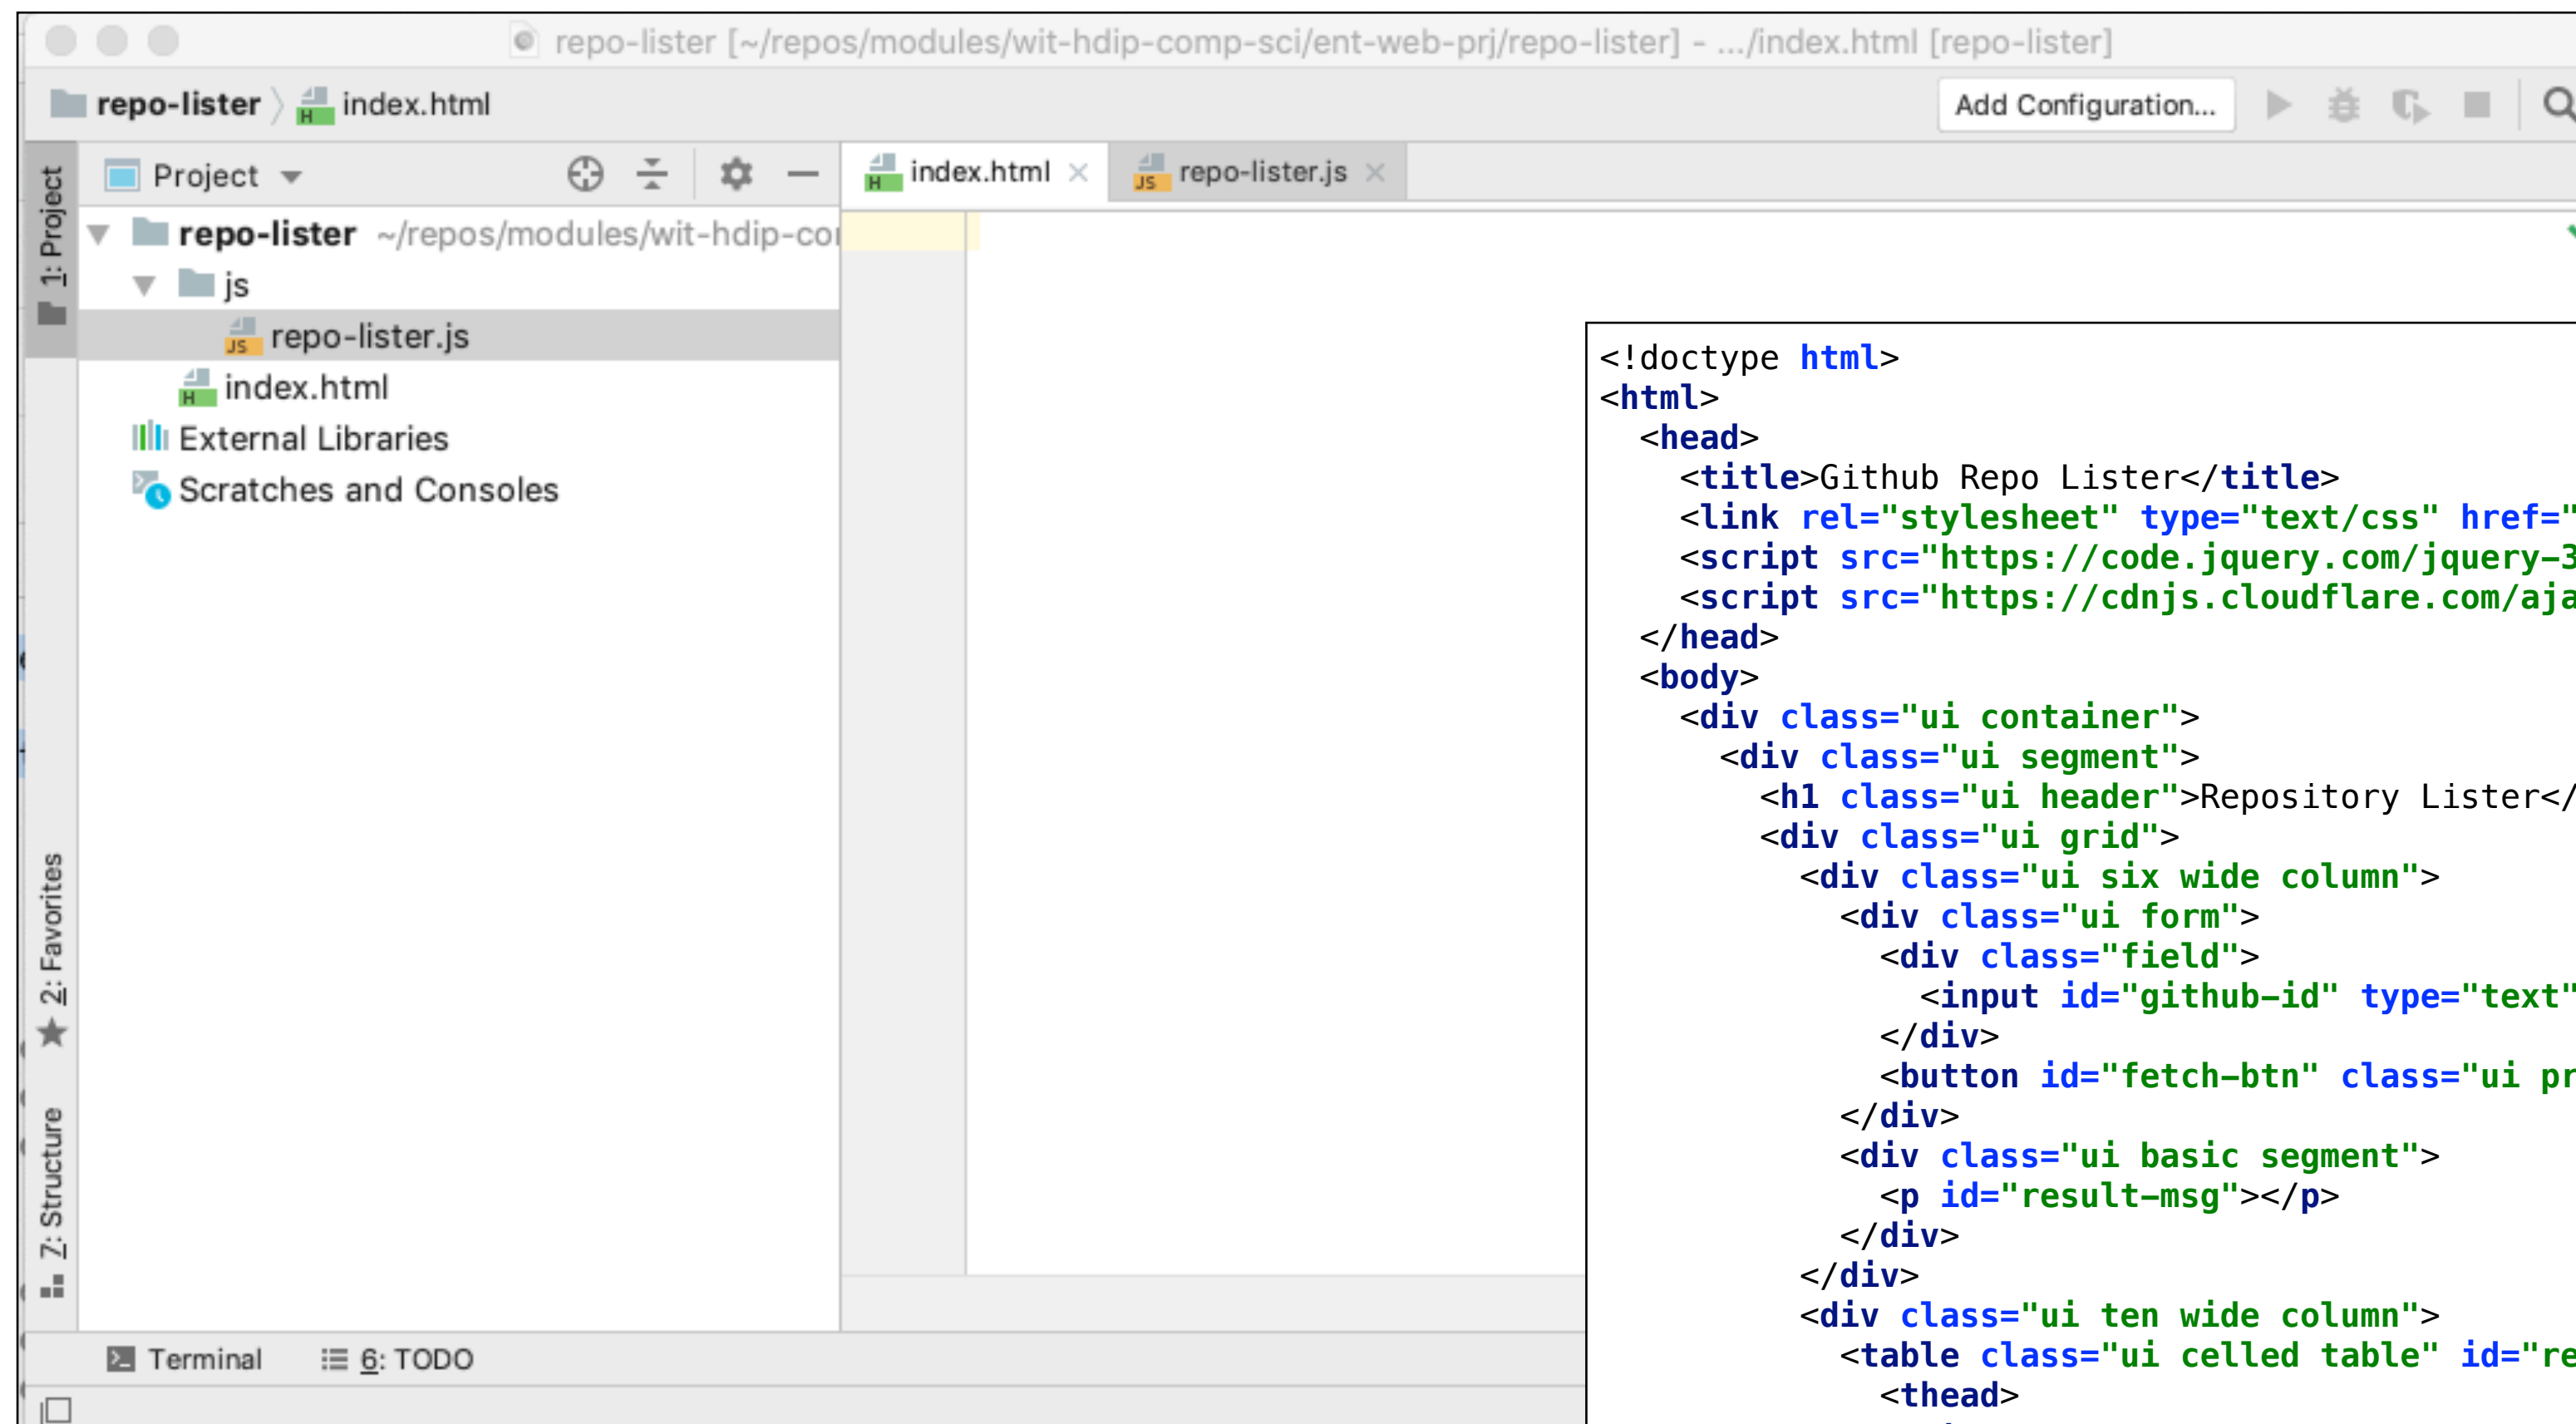 repo-lister [~/repos/modules/wit-hdip-comp-sci/ent-web-prj/repo-lister] - .../index.html [repo-lister]
repo-lister index.html
Add Configuration...
1: Project
Project
index.html
repo-lister.js
repo-lister ~/repos/modules/wit-hdip-co
js
repo-lister.js
index.html
External Libraries
Scratches and Consoles
2: Favorites
7: Structure
Terminal
6: TODO
<!doctype html>
<html>
  <head>
    <title>Github Repo Lister</title>
    <link rel="stylesheet" type="text/css" href="
    <script src="https://code.jquery.com/jquery-3
    <script src="https://cdnjs.cloudflare.com/aja
  </head>
  <body>
    <div class="ui container">
      <div class="ui segment">
        <h1 class="ui header">Repository Lister</
        <div class="ui grid">
          <div class="ui six wide column">
            <div class="ui form">
              <div class="field">
                <input id="github-id" type="text"
              </div>
              <button id="fetch-btn" class="ui pr
            </div>
            <div class="ui basic segment">
              <p id="result-msg"></p>
            </div>
          </div>
          <div class="ui ten wide column">
            <table class="ui celled table" id="re
              <thead>